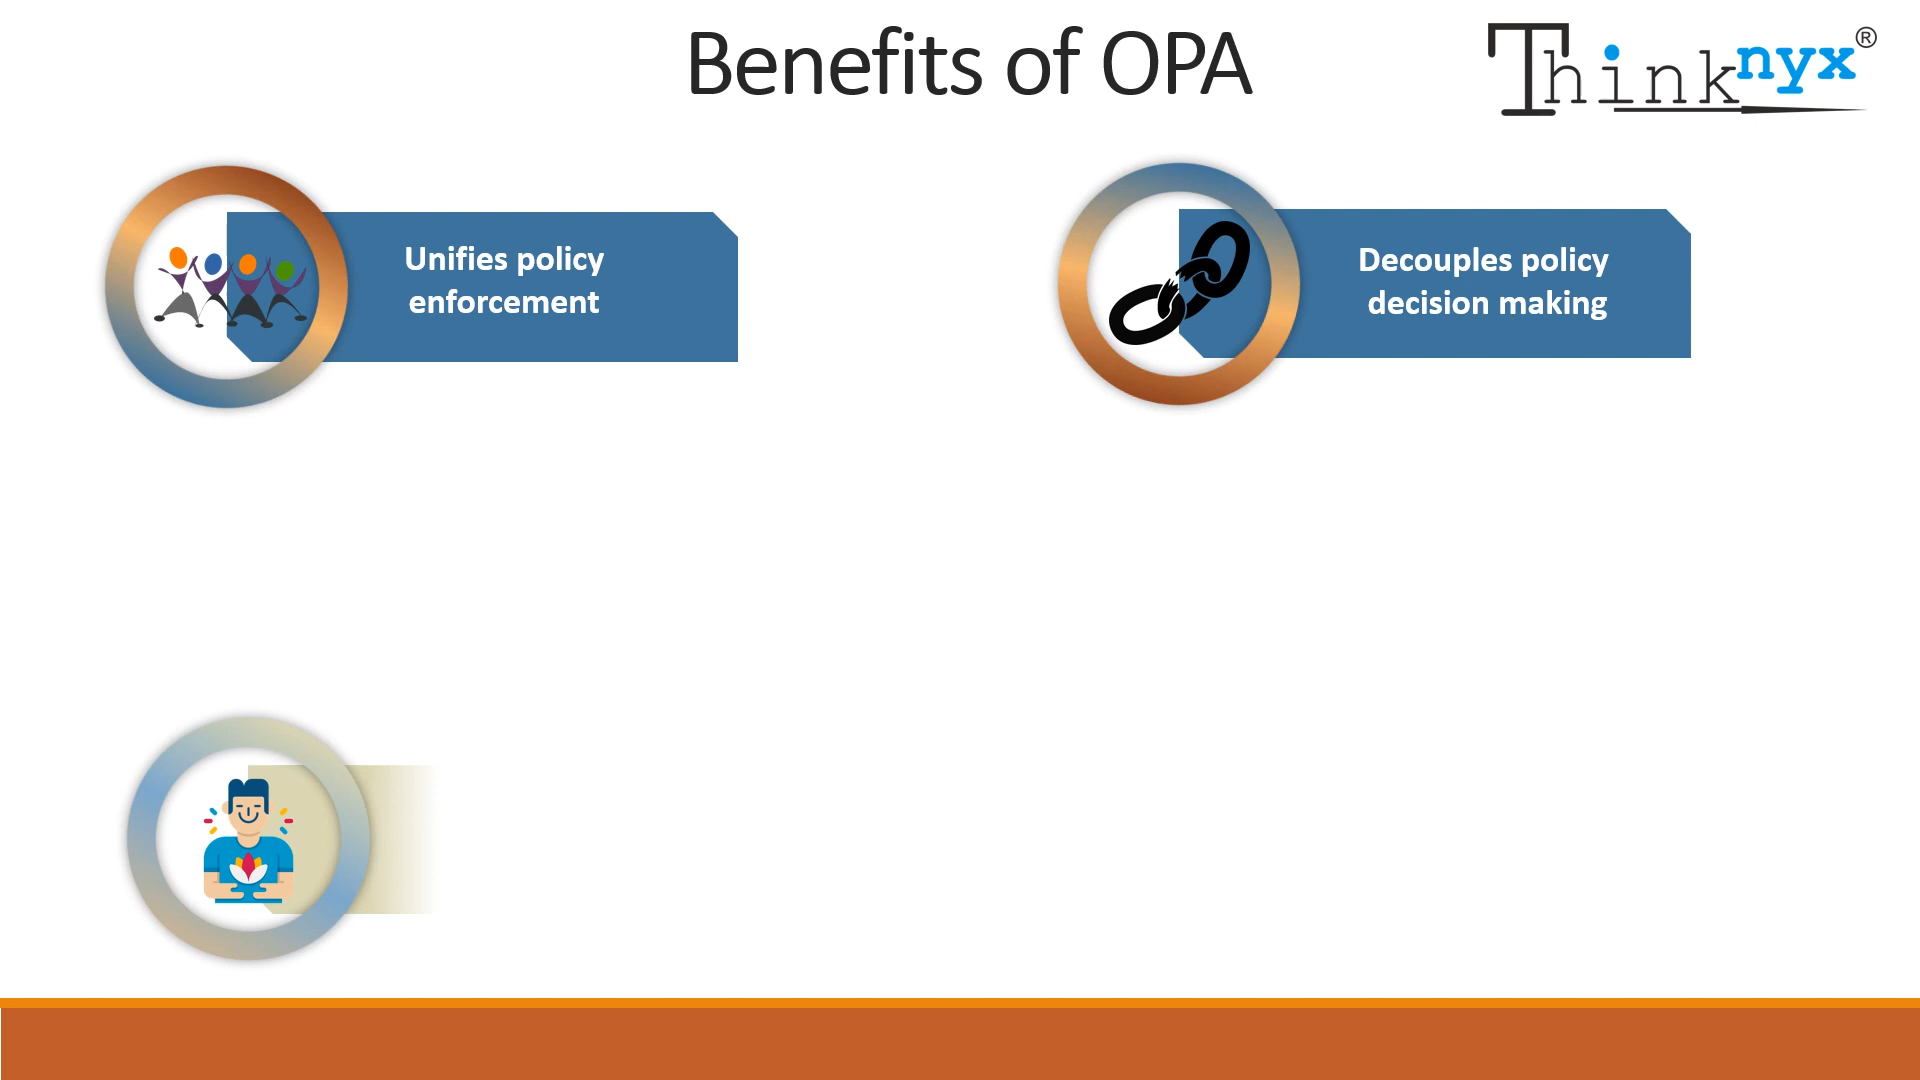 Benefits of OPA
Thinknyx®
Unifies policy
enforcement
Decouples policy
decision making